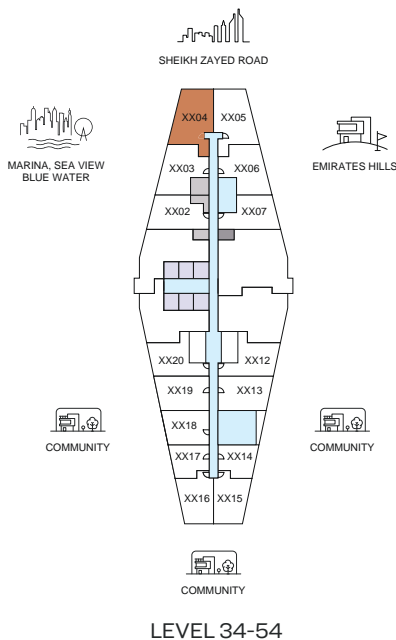 SHEIKH ZAYED ROAD
XX04
XX05
MARINA, SEA VIEW
BLUE WATER
EMIRATES HILLS
XX03
XX06
XX02
XX07
XX20
XX12
XX19
XX13
XX18
COMMUNITY
COMMUNITY
XX17
XX14
XX16
XX15
COMMUNITY
LEVEL 34-54